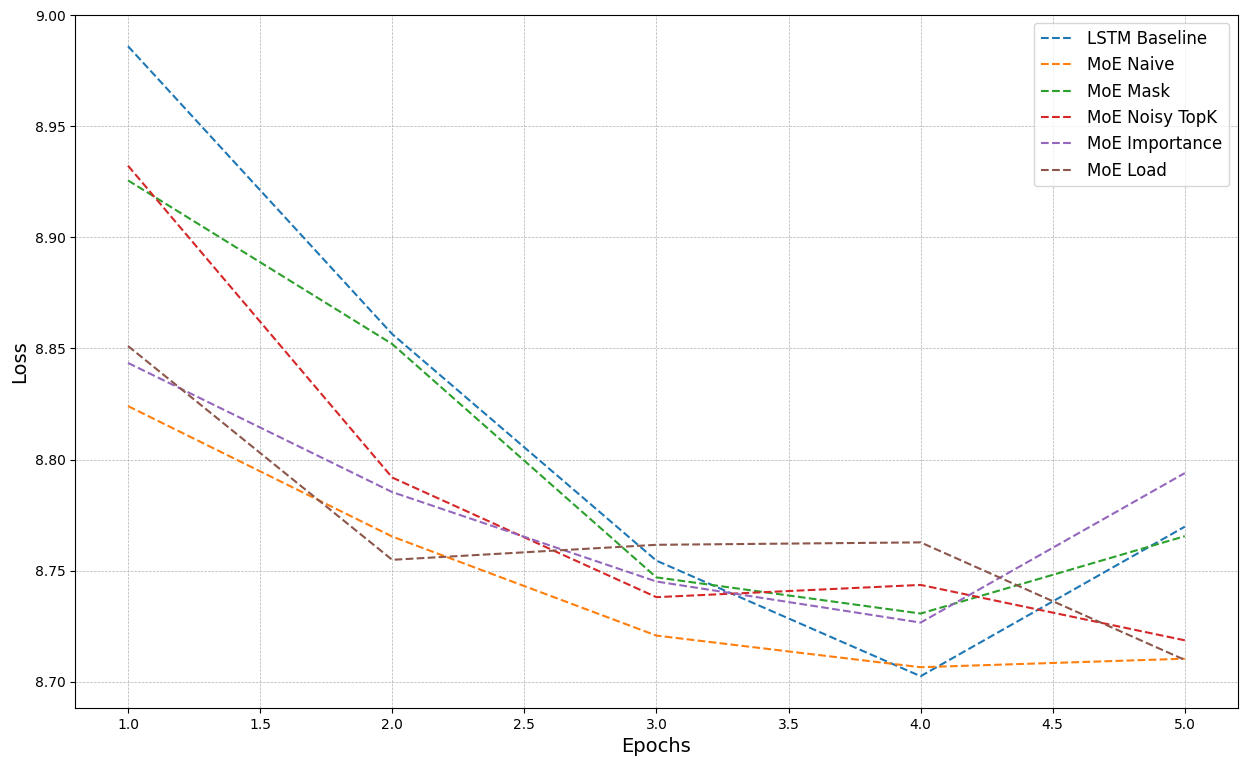 9.00
8.95
8.90
8.85
8.80
8.75
8.70
Loss
1.0 1.5 2.0 2.5 3.0 3.5 4.0 4.5 5.0
Epochs
LSTM Baseline
MoE Naive
MoE Mask
MoE Noisy TopK
MoE Importance
MoE Load